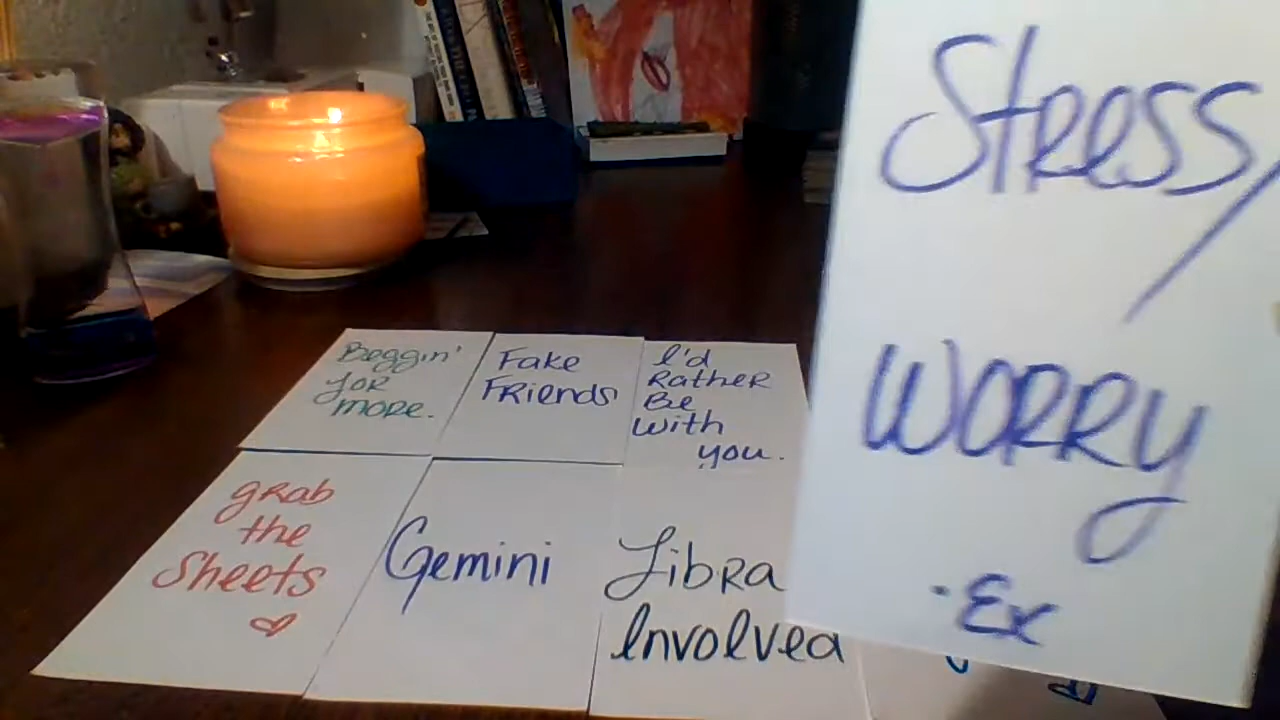 Stress/
Worry
- Ex
Beggin'
for
more.
Fake
Friends
I'd
Rather
Be
With
you.
grab
the
Sheets
Gemini
Libra
Involved